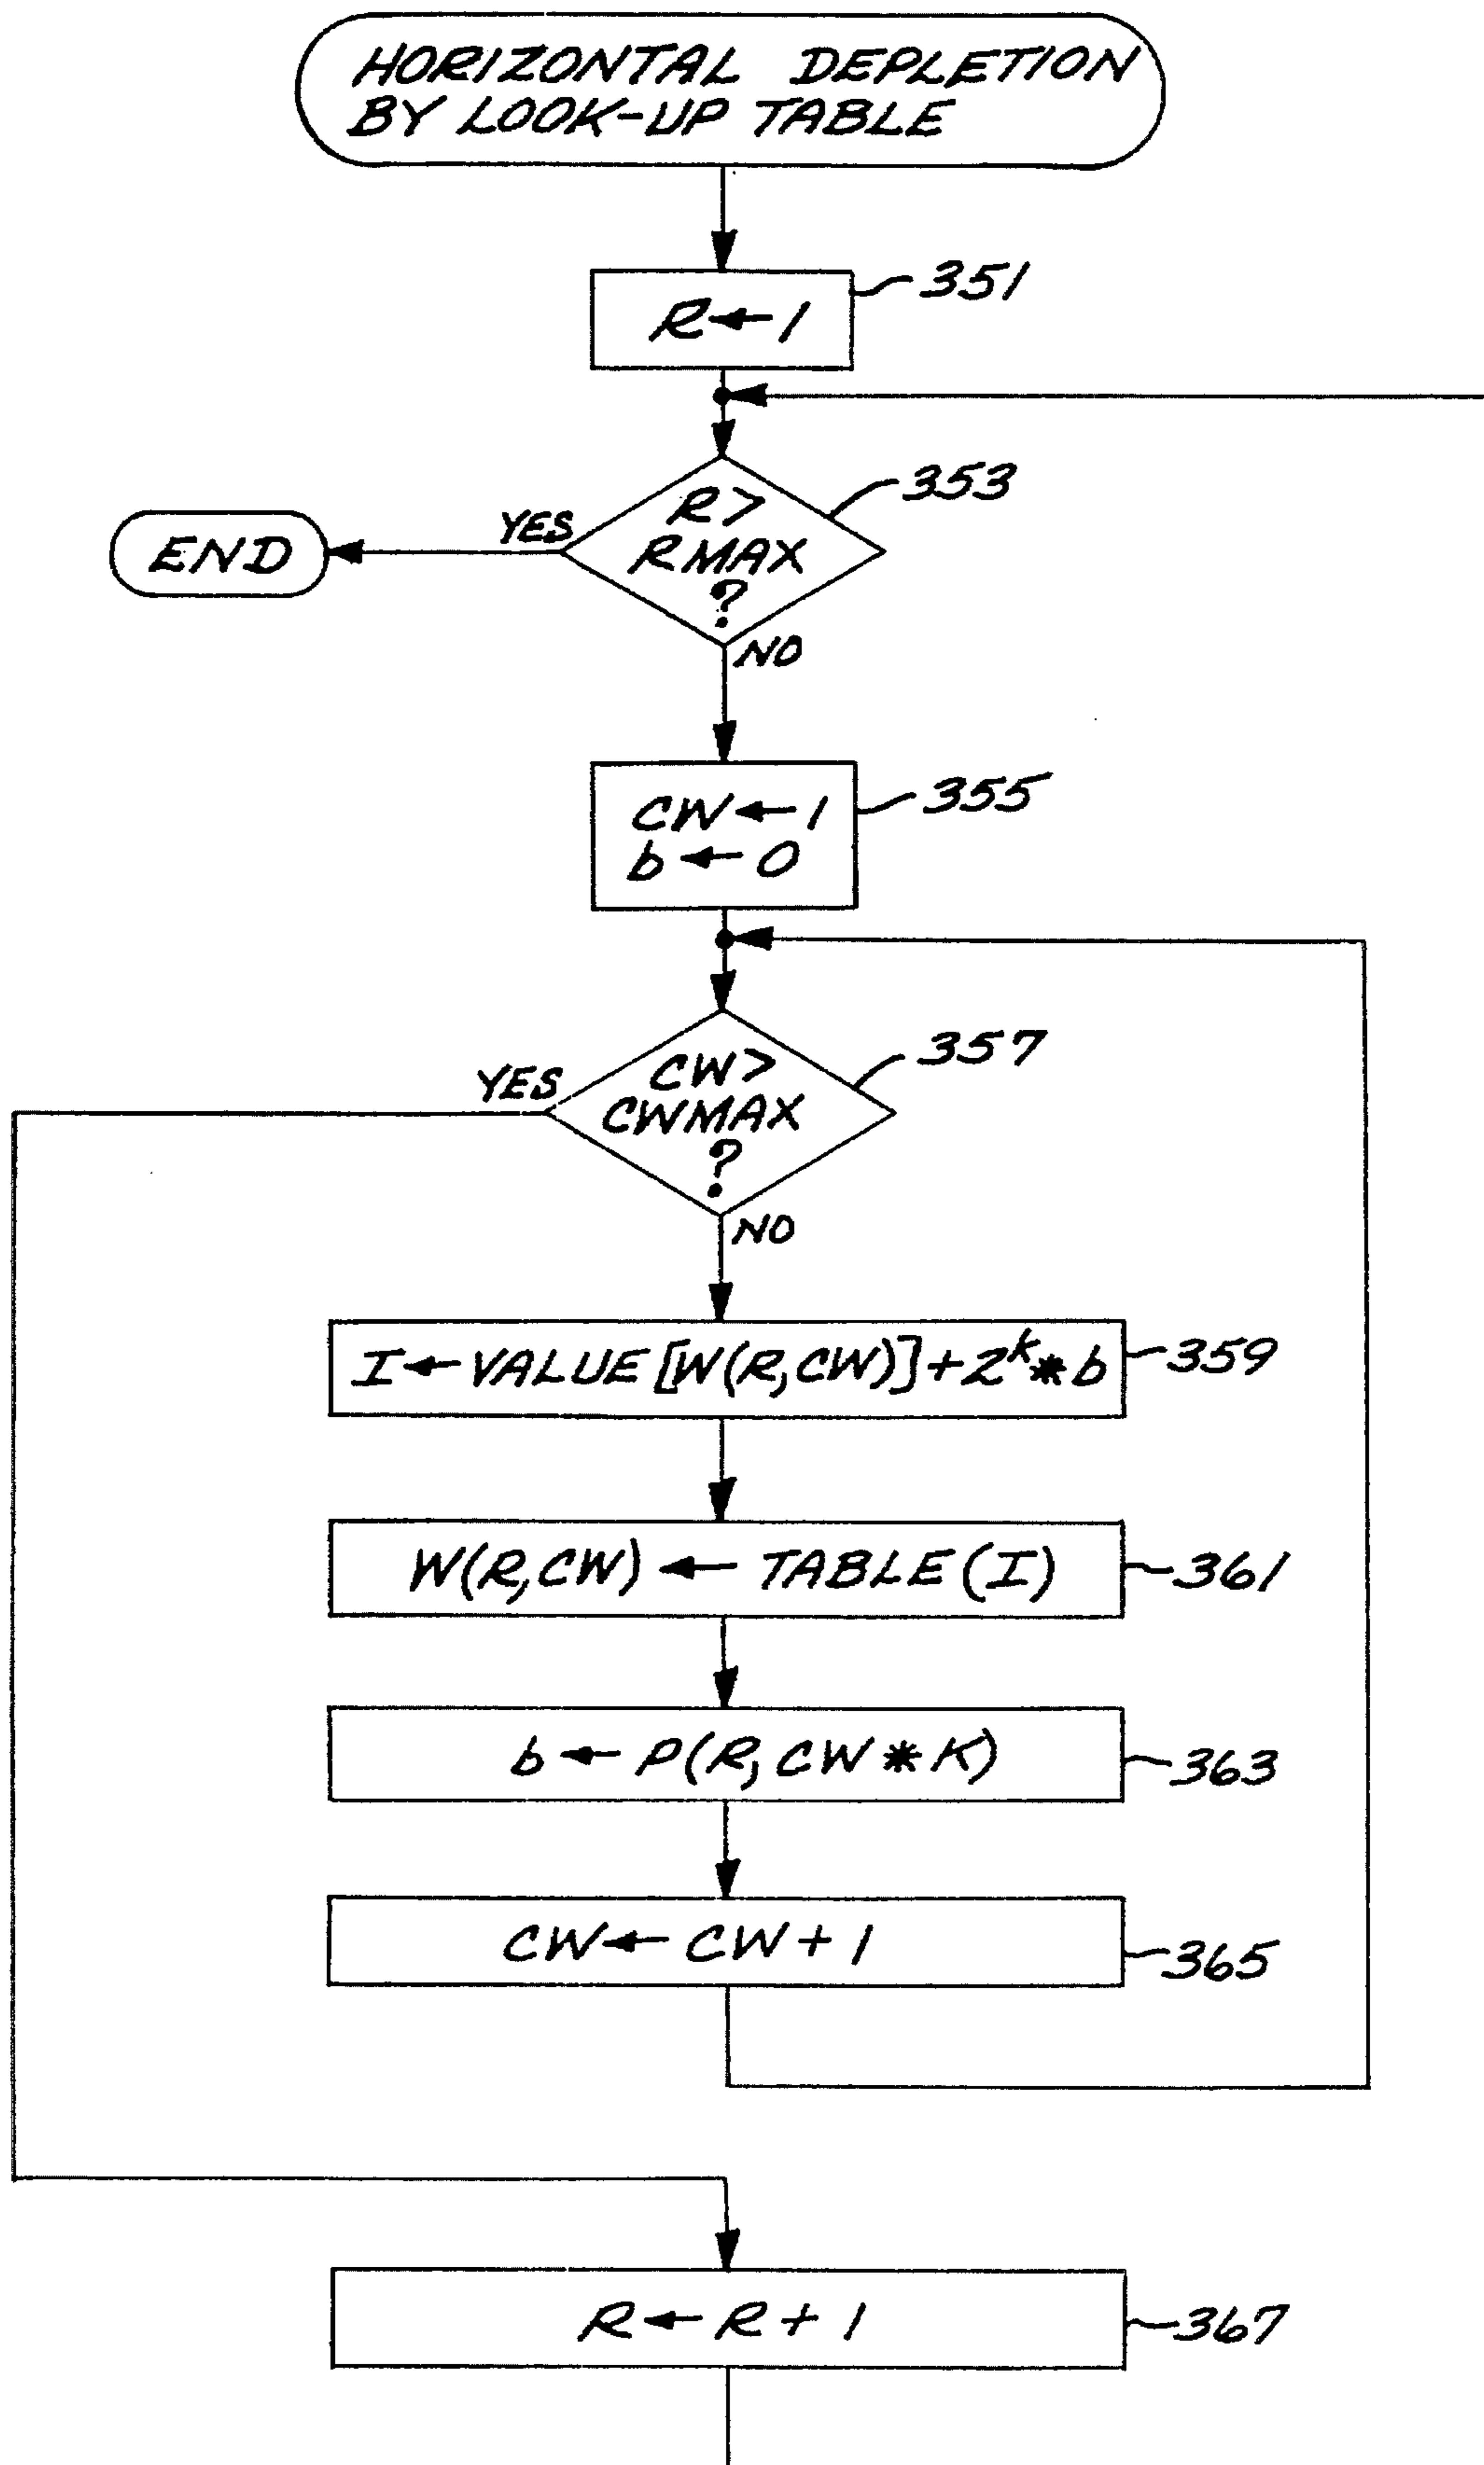 HORIZONTAL DEPLETION
BY LOOK-UP TABLE
351
R ← 1
353
R >
RMAX
?
YES
END
NO
355
CW ← 1
b ← 0
357
CW >
CWMAX
?
YES
NO
I ← VALUE [W(R,CW)] + 2^k * b
359
W(R,CW) ← TABLE (I)
361
b ← P(R, CW * K)
363
CW ← CW + 1
365
R ← R + 1
367